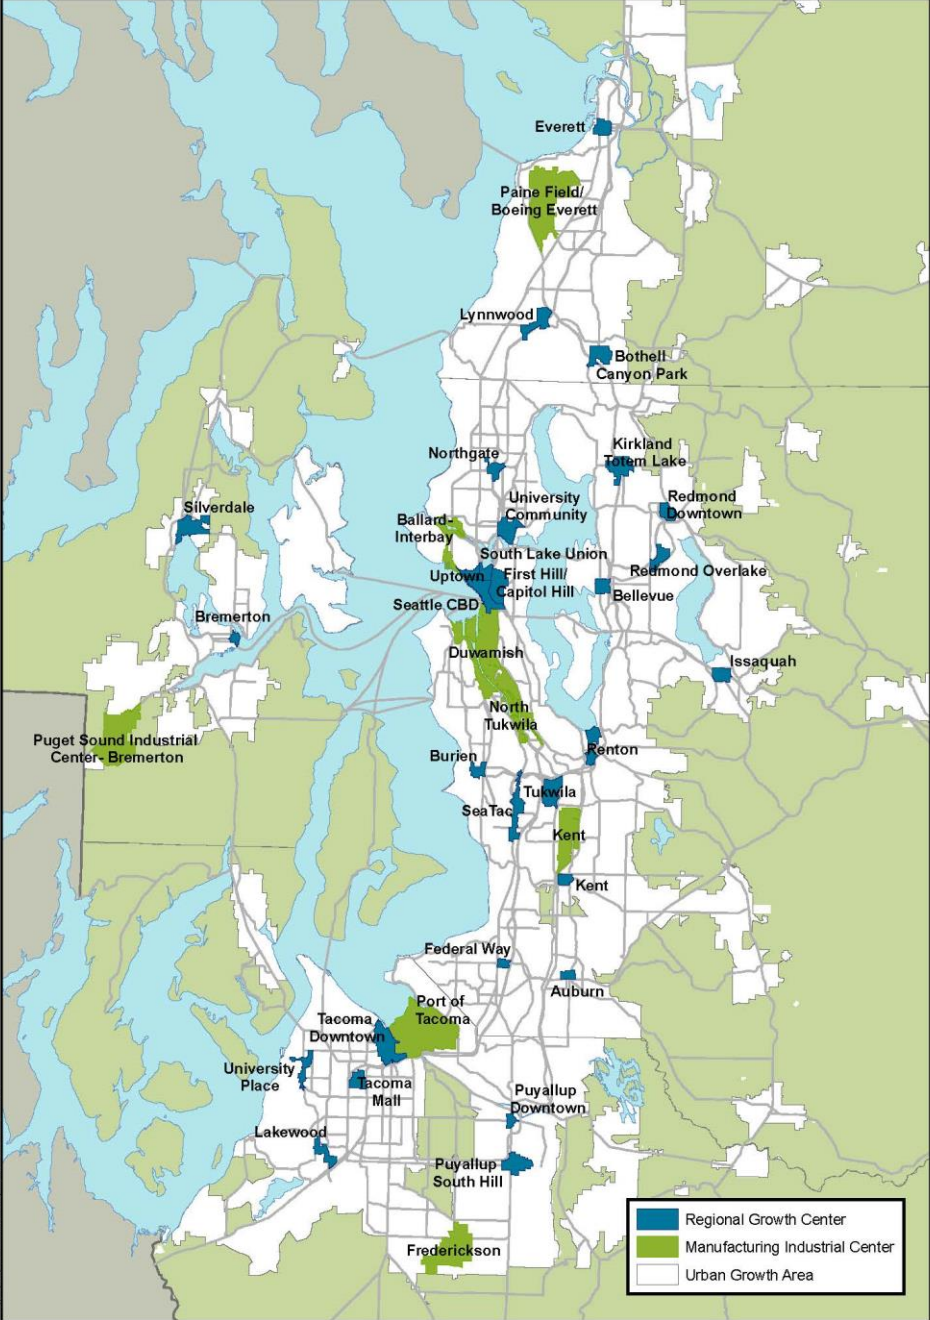 Everett
Paine Field/
Boeing Everett
Lynnwood
Bothell
Canyon Park
Northgate
Kirkland
Totem Lake
University
Community
Redmond
Downtown
Silverdale
Ballard-
Interbay
South Lake Union
Uptown
First Hill/
Capitol Hill
Redmond Overlake
Bellevue
Seattle CBD
Bremerton
Duwamish
Issaquah
North
Tukwila
Puget Sound Industrial
Center- Bremerton
Renton
Burien
Tukwila
SeaTac
Kent
Kent
Federal Way
Auburn
Port of
Tacoma
Tacoma
Downtown
University
Place
Tacoma
Mall
Puyallup
Downtown
Lakewood
Puyallup
South Hill
Frederickson
Regional Growth Center
Manufacturing Industrial Center
Urban Growth Area